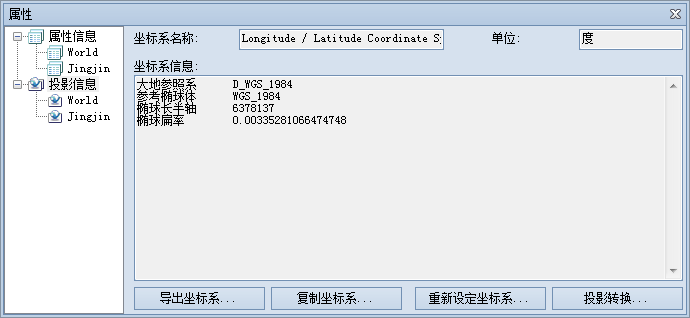 属性
属性信息
World
Jingjin
投影信息
World
Jingjin
坐标系名称: Longitude / Latitude Coordinate S 单位: 度
坐标系信息:
大地参照系 D_WGS_1984
参考椭球体 WGS_1984
椭球长半轴 6378137
椭球扁率 0.00335281066474748
导出坐标系... 复制坐标系... 重新设定坐标系... 投影转换...